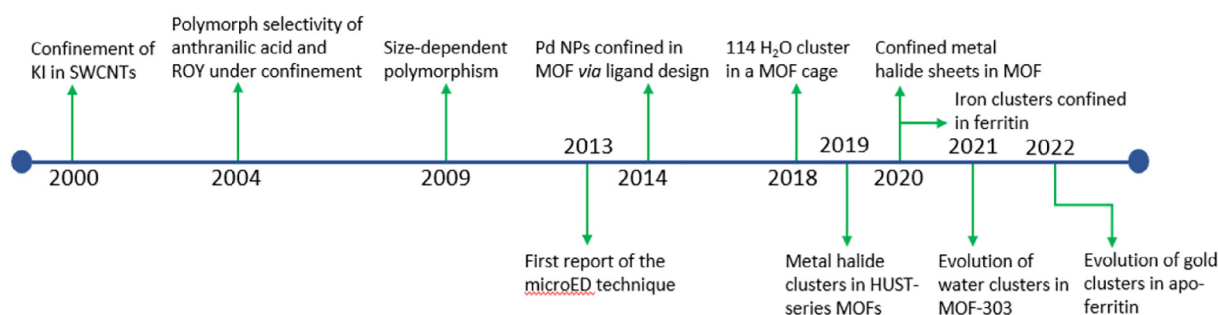 Confinement of
KI in SWCNTs
Polymorph selectivity of
anthranilic acid and
ROY under confinement
Size-dependent
polymorphism
Pd NPs confined in
MOF via ligand design
114 H₂O cluster
in a MOF cage
Confined metal
halide sheets in MOF
Iron clusters confined
in ferritin
2000
2004
2009
2013
2014
2018
2019
2020
2021
2022
First report of the
microED technique
Metal halide
clusters in HUST-
series MOFs
Evolution of
water clusters in
MOF-303
Evolution of gold
clusters in apo-
ferritin